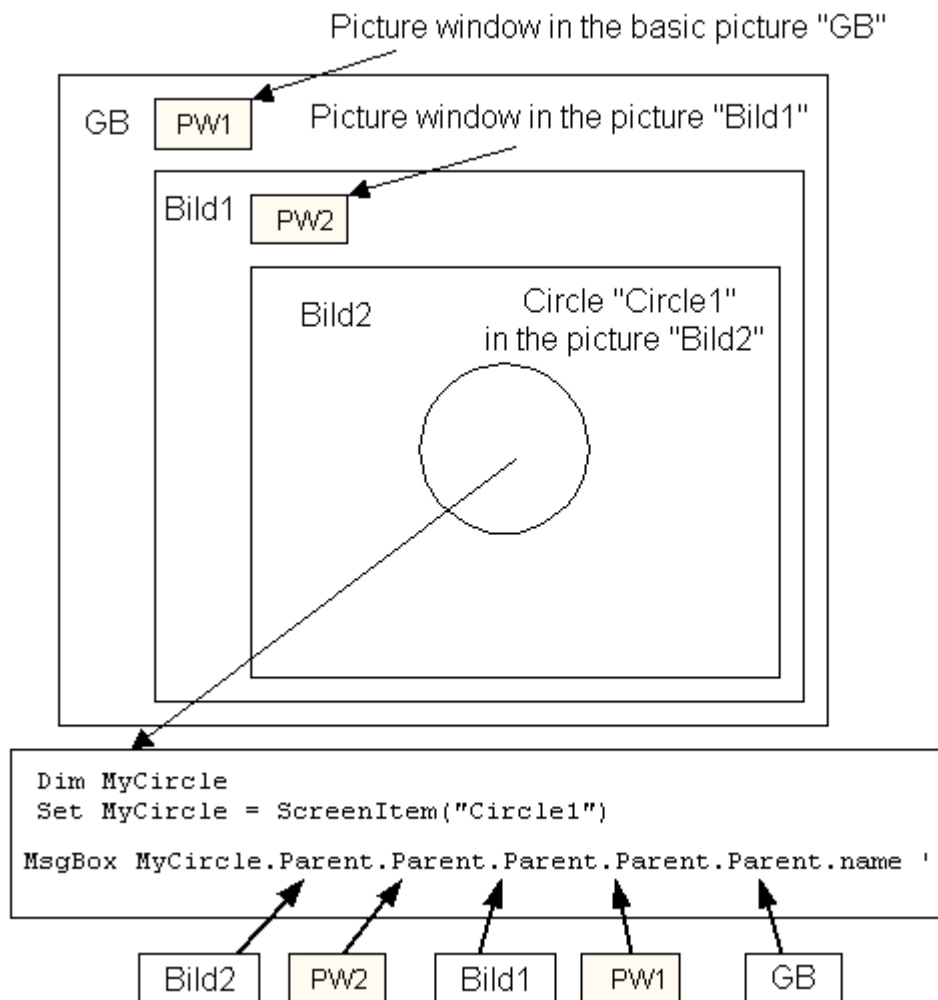 Picture window in the basic picture "GB"
GB
PW1
Picture window in the picture "Bild1"
Bild1
PW2
Bild2
Circle "Circle1"
in the picture "Bild2"
Dim MyCircle
Set MyCircle = ScreenItem("Circle1")
MsgBox MyCircle.Parent.Parent.Parent.Parent.Parent.name '
Bild2
PW2
Bild1
PW1
GB